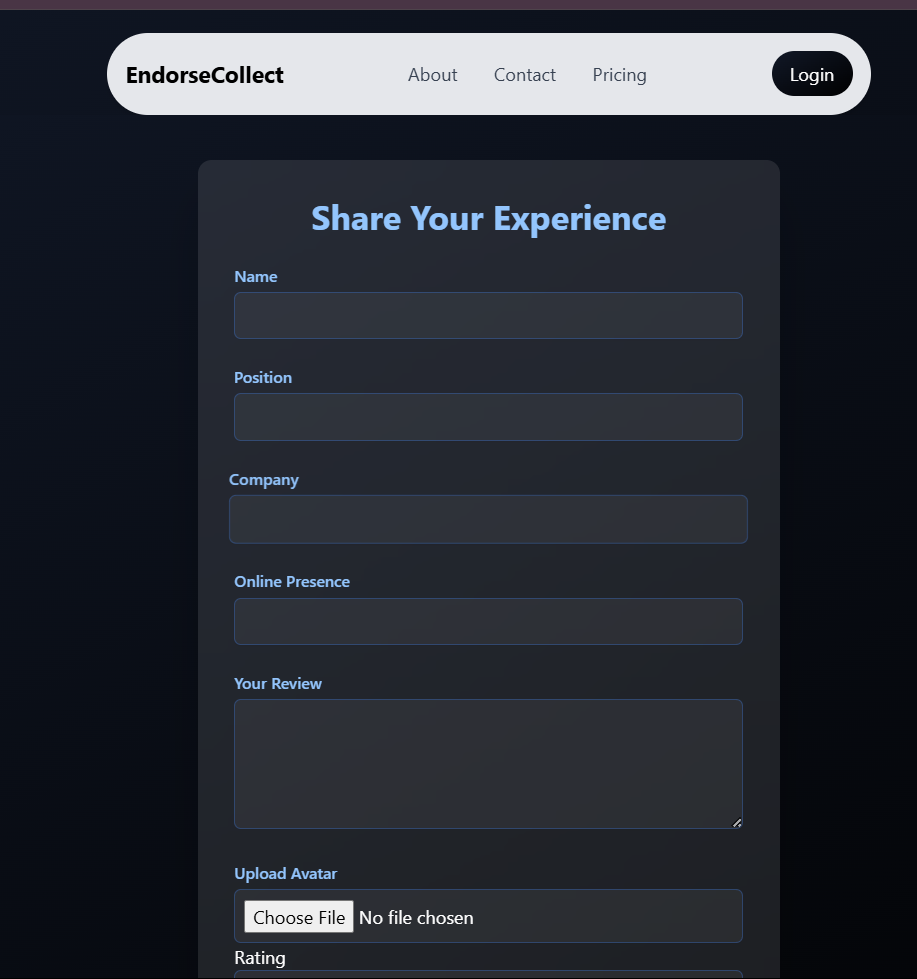 EndorseCollect About Contact Pricing Login
Share Your Experience
Name
Position
Company
Online Presence
Your Review
Upload Avatar
Choose File No file chosen
Rating